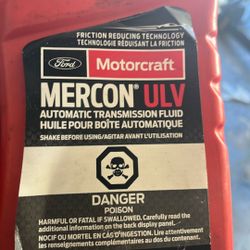 FRICTION REDUCING TECHNOLOGY
TECHNOLOGIE RÉDUISANT LA FRICTION
Ford Motorcraft
MERCON® ULV
AUTOMATIC TRANSMISSION FLUID
HUILE POUR BOÎTE AUTOMATIQUE
SHAKE BEFORE USING/AGITAR AVANT L'UTILISATION
DANGER
POISON
HARMFUL OR FATAL IF SWALLOWED. Carefully read the
additional information on the back display panel.
NOCIF OU MORTEL EN CAS D'INGESTION. Lire attentivement
les renseignements complémentaires au dos du contenant.